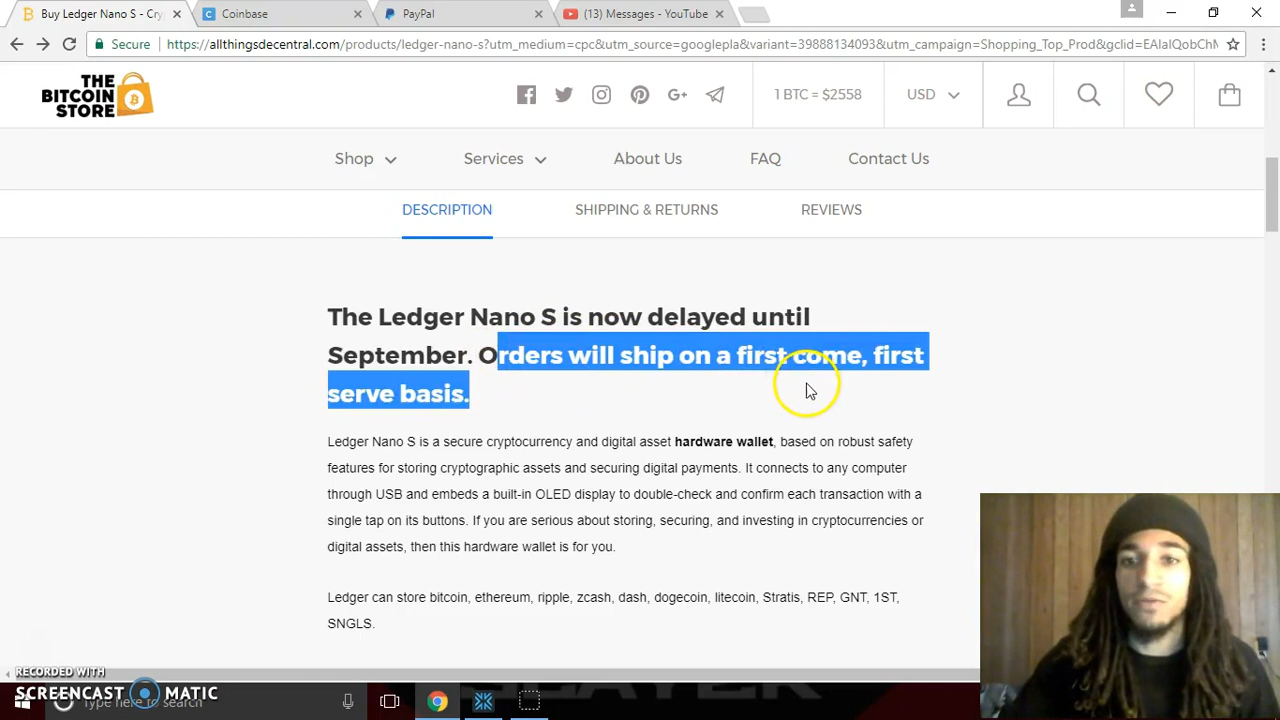 Buy Ledger Nano S - Cry
Coinbase
PayPal
(13) Messages - YouTube
Secure
https://allthingsdecentral.com/products/ledger-nano-s?utm_medium=cpc&utm_source=googlepla&variant=39888134093&utm_campaign=Shopping_Top_Prod&gclid=EAIaIQobChM
THE BITCOIN STORE
1 BTC = $2558
USD
Shop
Services
About Us
FAQ
Contact Us
DESCRIPTION
SHIPPING & RETURNS
REVIEWS
The Ledger Nano S is now delayed until
September. Orders will ship on a first come, first
serve basis.
Ledger Nano S is a secure cryptocurrency and digital asset hardware wallet, based on robust safety
features for storing cryptographic assets and securing digital payments. It connects to any computer
through USB and embeds a built-in OLED display to double-check and confirm each transaction with a
single tap on its buttons. If you are serious about storing, securing, and investing in cryptocurrencies or
digital assets, then this hardware wallet is for you.
Ledger can store bitcoin, ethereum, ripple, zcash, dash, dogecoin, litecoin, Stratis, REP, GNT, 1ST,
SNGLS.
RECORDED WITH
SCREENCAST MATIC
Type here to search